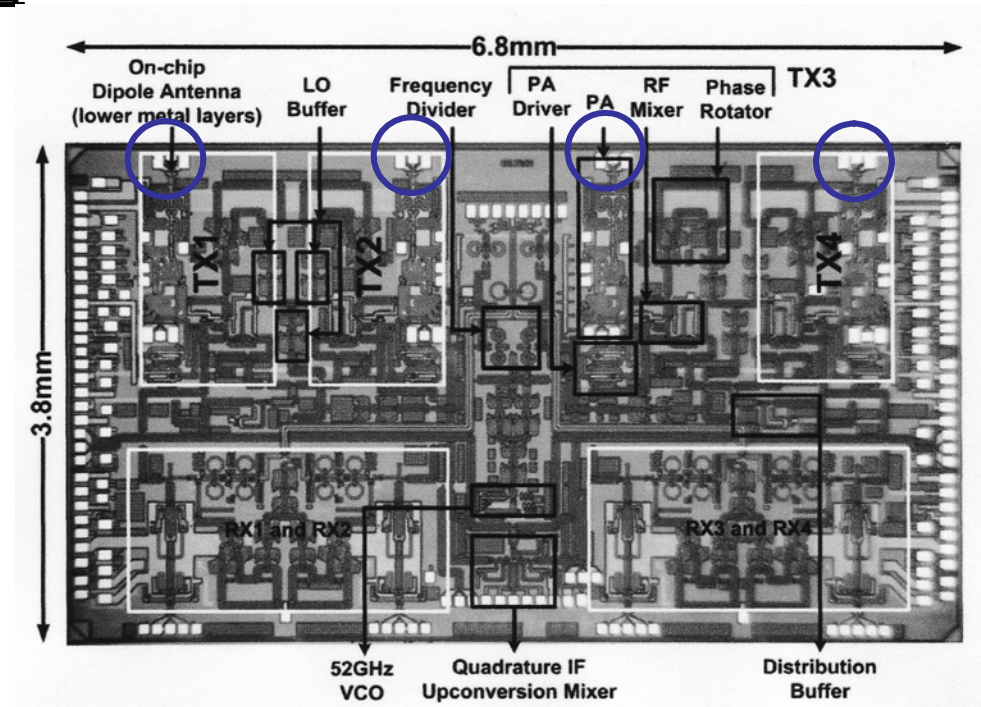 6.8mm
On-chip
Dipole Antenna
(lower metal layers)
LO
Buffer
Frequency
Divider
PA
Driver
PA
RF
Mixer
Phase
Rotator
TX3
TX1
TX2
TX4
3.8mm
RX1 and RX2
RX3 and RX4
52GHz
VCO
Quadrature IF
Upconversion Mixer
Distribution
Buffer